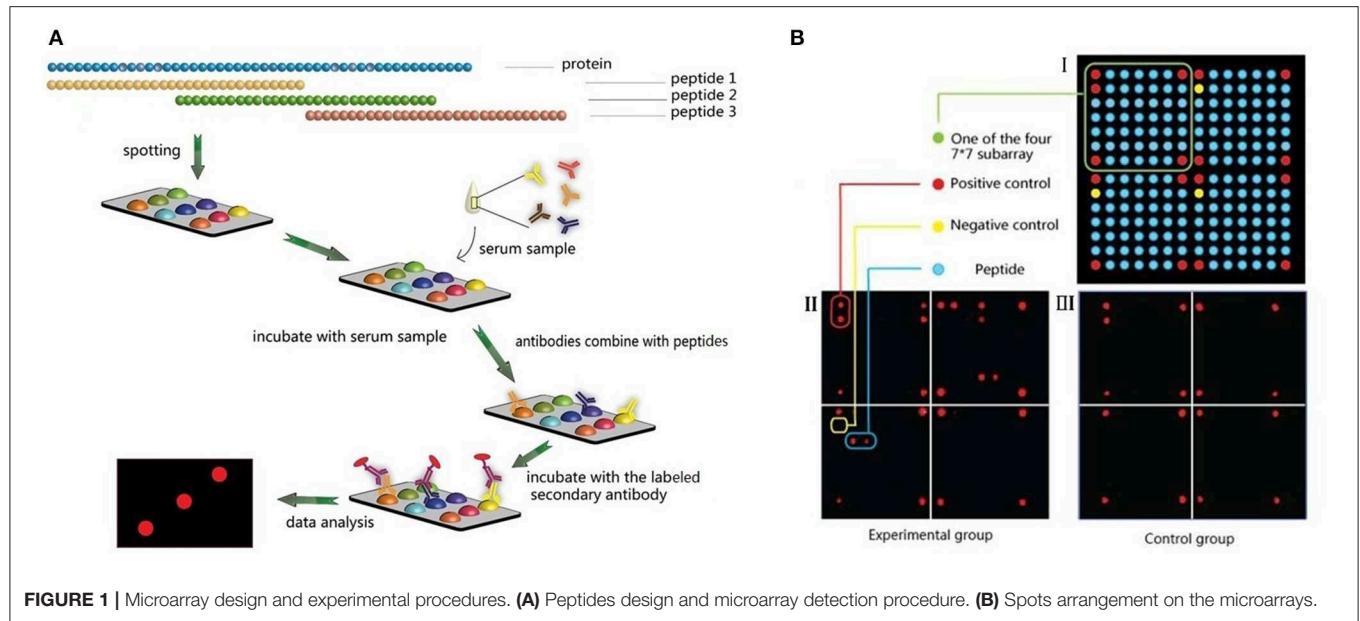 A
protein
peptide 1
peptide 2
peptide 3
spotting
serum sample
incubate with serum sample
antibodies combine with peptides
incubate with the labeled
secondary antibody
data analysis
B
I
One of the four
7*7 subarray
Positive control
Negative control
Peptide
II
III
Experimental group
Control group
FIGURE 1 | Microarray design and experimental procedures. (A) Peptides design and microarray detection procedure. (B) Spots arrangement on the microarrays.